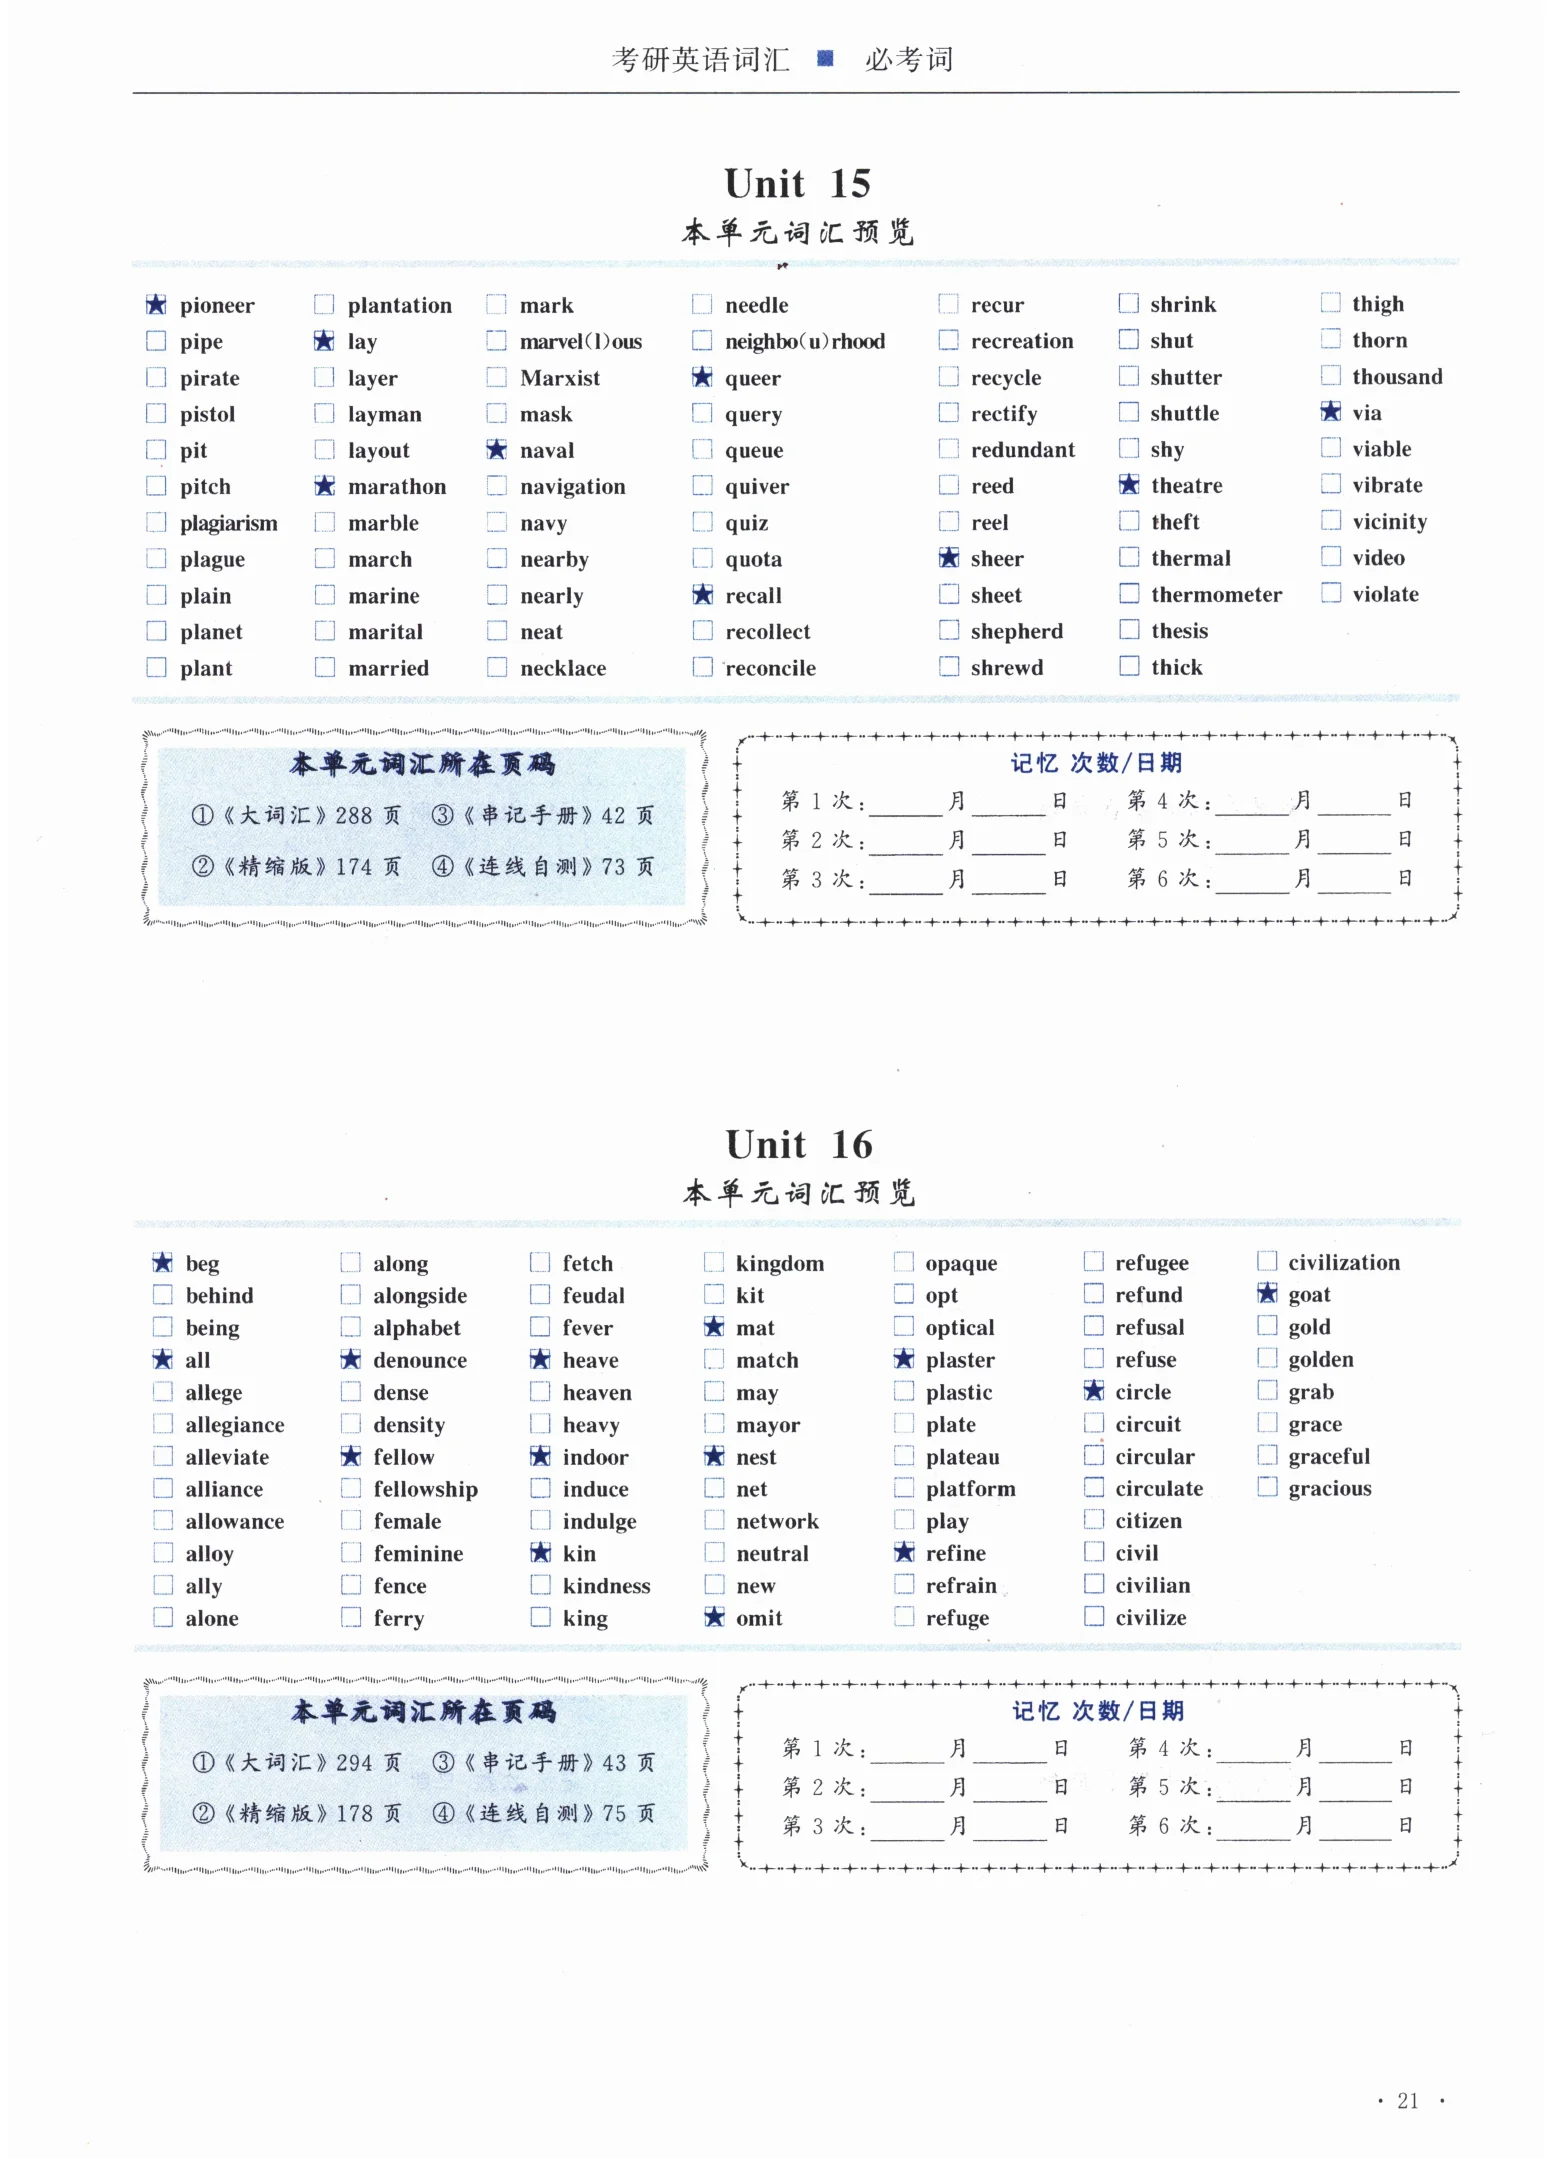 考研英语词汇 ■ 必考词
Unit 15
本单元词汇预览
★ pioneer □ plantation □ mark □ needle □ recur □ shrink □ thigh
□ pipe ★ lay □ marvel(l)ous □ neighbo(u)rhood □ recreation □ shut □ thorn
□ pirate □ layer □ Marxist ★ queer □ recycle □ shutter □ thousand
□ pistol □ layman □ mask □ query □ rectify □ shuttle ★ via
□ pit □ layout ★ naval □ queue □ redundant □ shy □ viable
□ pitch ★ marathon □ navigation □ quiver □ reed ★ theatre □ vibrate
□ plagiarism □ marble □ navy □ quiz □ reel □ theft □ vicinity
□ plague □ march □ nearby □ quota ★ sheer □ thermal □ video
□ plain □ marine □ nearly ★ recall □ sheet □ thermometer □ violate
□ planet □ marital □ neat □ recollect □ shepherd □ thesis
□ plant □ married □ necklace □ reconcile □ shrewd □ thick
本单元词汇所在页码
①《大词汇》288 页 ③《串记手册》42 页
②《精缩版》174 页 ④《连线自测》73 页
记忆 次数/日期
第 1 次:______月______日 第 4 次:______月______日
第 2 次:______月______日 第 5 次:______月______日
第 3 次:______月______日 第 6 次:______月______日
Unit 16
本单元词汇预览
★ beg □ along □ fetch □ kingdom □ opaque □ refugee □ civilization
□ behind □ alongside □ feudal □ kit □ opt □ refund ★ goat
□ being □ alphabet □ fever ★ mat □ optical □ refusal □ gold
★ all ★ denounce ★ heave □ match ★ plaster □ refuse □ golden
□ allege □ dense □ heaven □ may □ plastic ★ circle □ grab
□ allegiance □ density □ heavy □ mayor □ plate □ circuit □ grace
□ alleviate ★ fellow ★ indoor ★ nest □ plateau □ circular □ graceful
□ alliance □ fellowship □ induce □ net □ platform □ circulate □ gracious
□ allowance □ female □ indulge □ network □ play □ citizen
□ alloy □ feminine ★ kin □ neutral ★ refine □ civil
□ ally □ fence □ kindness □ new □ refrain □ civilian
□ alone □ ferry □ king ★ omit □ refuge □ civilize
本单元词汇所在页码
①《大词汇》294 页 ③《串记手册》43 页
②《精缩版》178 页 ④《连线自测》75 页
记忆 次数/日期
第 1 次:______月______日 第 4 次:______月______日
第 2 次:______月______日 第 5 次:______月______日
第 3 次:______月______日 第 6 次:______月______日
· 21 ·